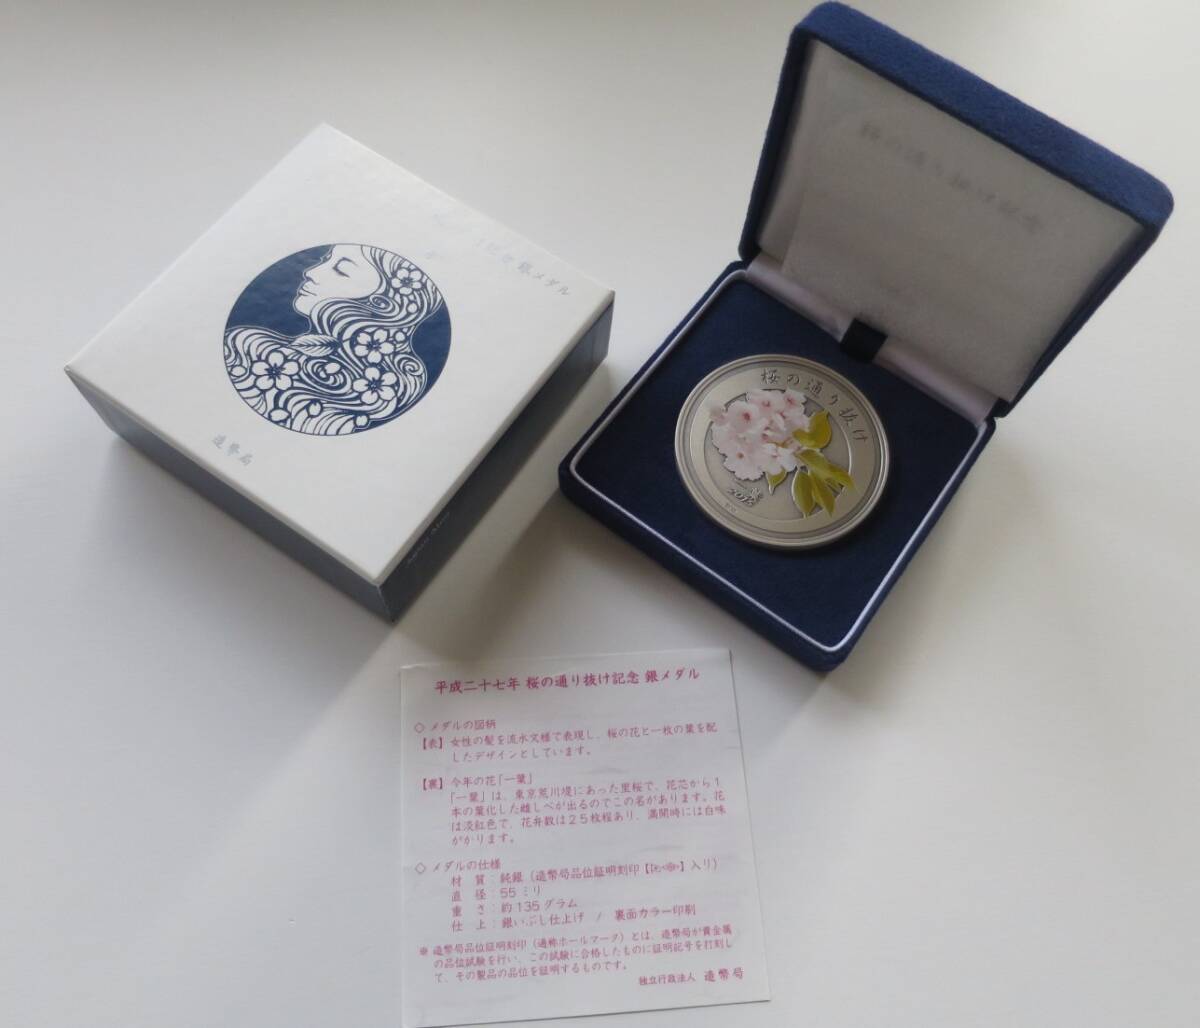 銀メダル
造幣局
Japan Mint
桜の通り抜け
一葉
2015
平成二十七年 桜の通り抜け記念 銀メダル
◇ メダルの図柄
【表】女性の髪を流水文様で表現し、桜の花と一枚の葉を配
したデザインとしています。
【裏】今年の花「一葉」
「一葉」は、東京荒川堤にあった里桜で、花芯から1
本の葉化した雌しべが出るのでこの名があります。花
は淡紅色で、花弁数は25枚程あり、満開時には白味
がかります。
◇ メダルの仕様
材 質：純銀（造幣局品位証明刻印【 】入り）
直 径：55ミリ
重 さ：約135グラム
仕 上：銀いぶし仕上げ / 裏面カラー印刷
※ 造幣局品位証明刻印（通称ホールマーク）とは、造幣局が貴金属
の品位試験を行い、この試験に合格したものに証明記号を打刻し
て、その製品の品位を証明するものです。
独立行政法人 造幣局